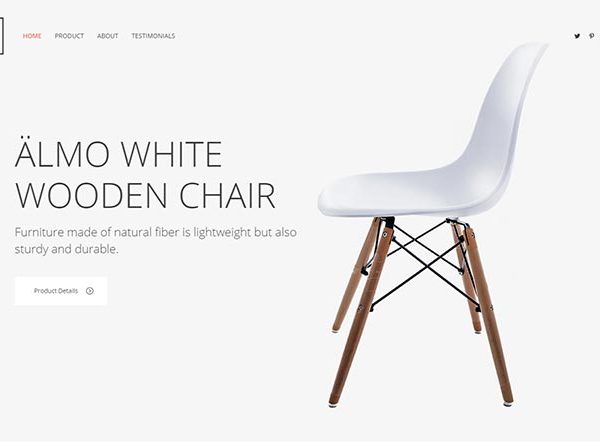 HOME PRODUCT ABOUT TESTIMONIALS
ÄLMO WHITE
WOODEN CHAIR
Furniture made of natural fiber is lightweight but also
sturdy and durable.
Product Details